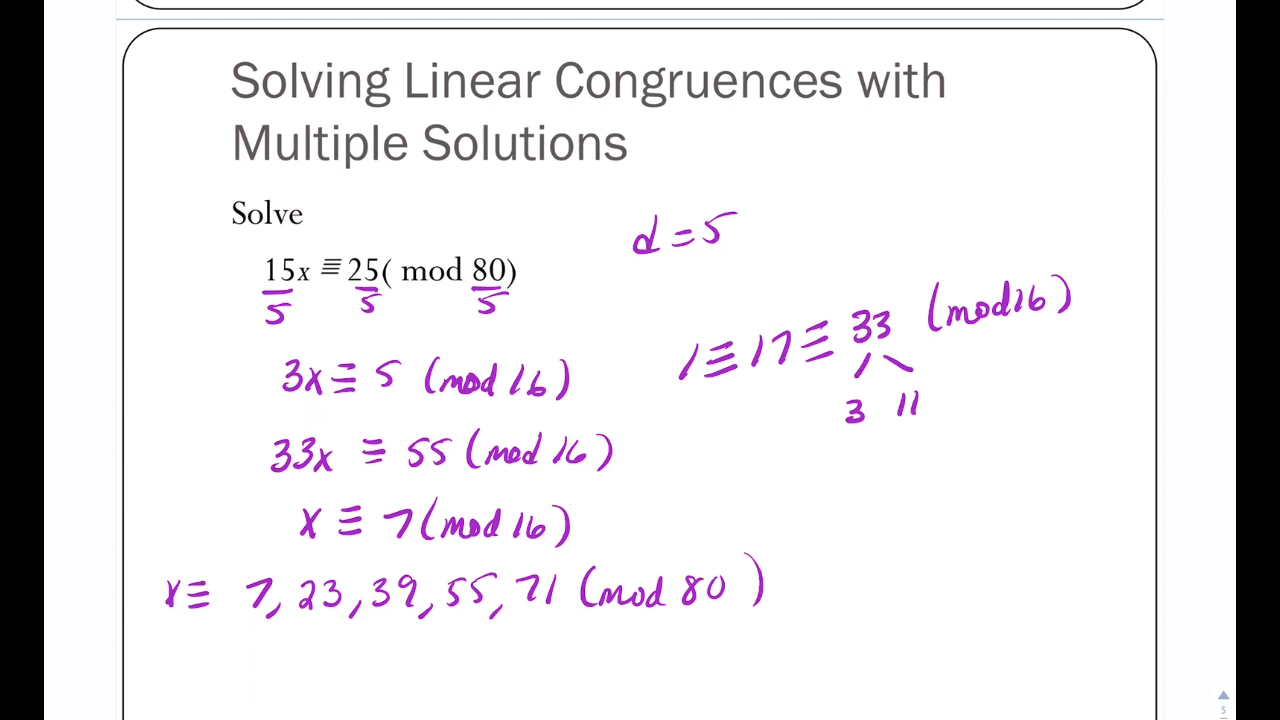 Solving Linear Congruences with
Multiple Solutions
Solve
d = 5
15x ≡ 25( mod 80)
5 5 5
1 ≡ 17 ≡ 33 (mod 16)
3 11
3x ≡ 5 (mod 16)
33x ≡ 55 (mod 16)
x ≡ 7 (mod 16)
x ≡ 7, 23, 39, 55, 71 (mod 80)
5